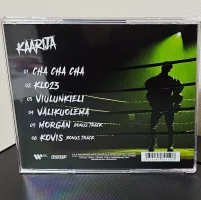 KÄÄRIJÄ
01 CHA CHA CHA
02 KLO23
03 VIULUNKIELI
04 VÄLIKUOLEMA
05 MORGAN BONUS TRACK
06 KOVIS BONUS TRACK